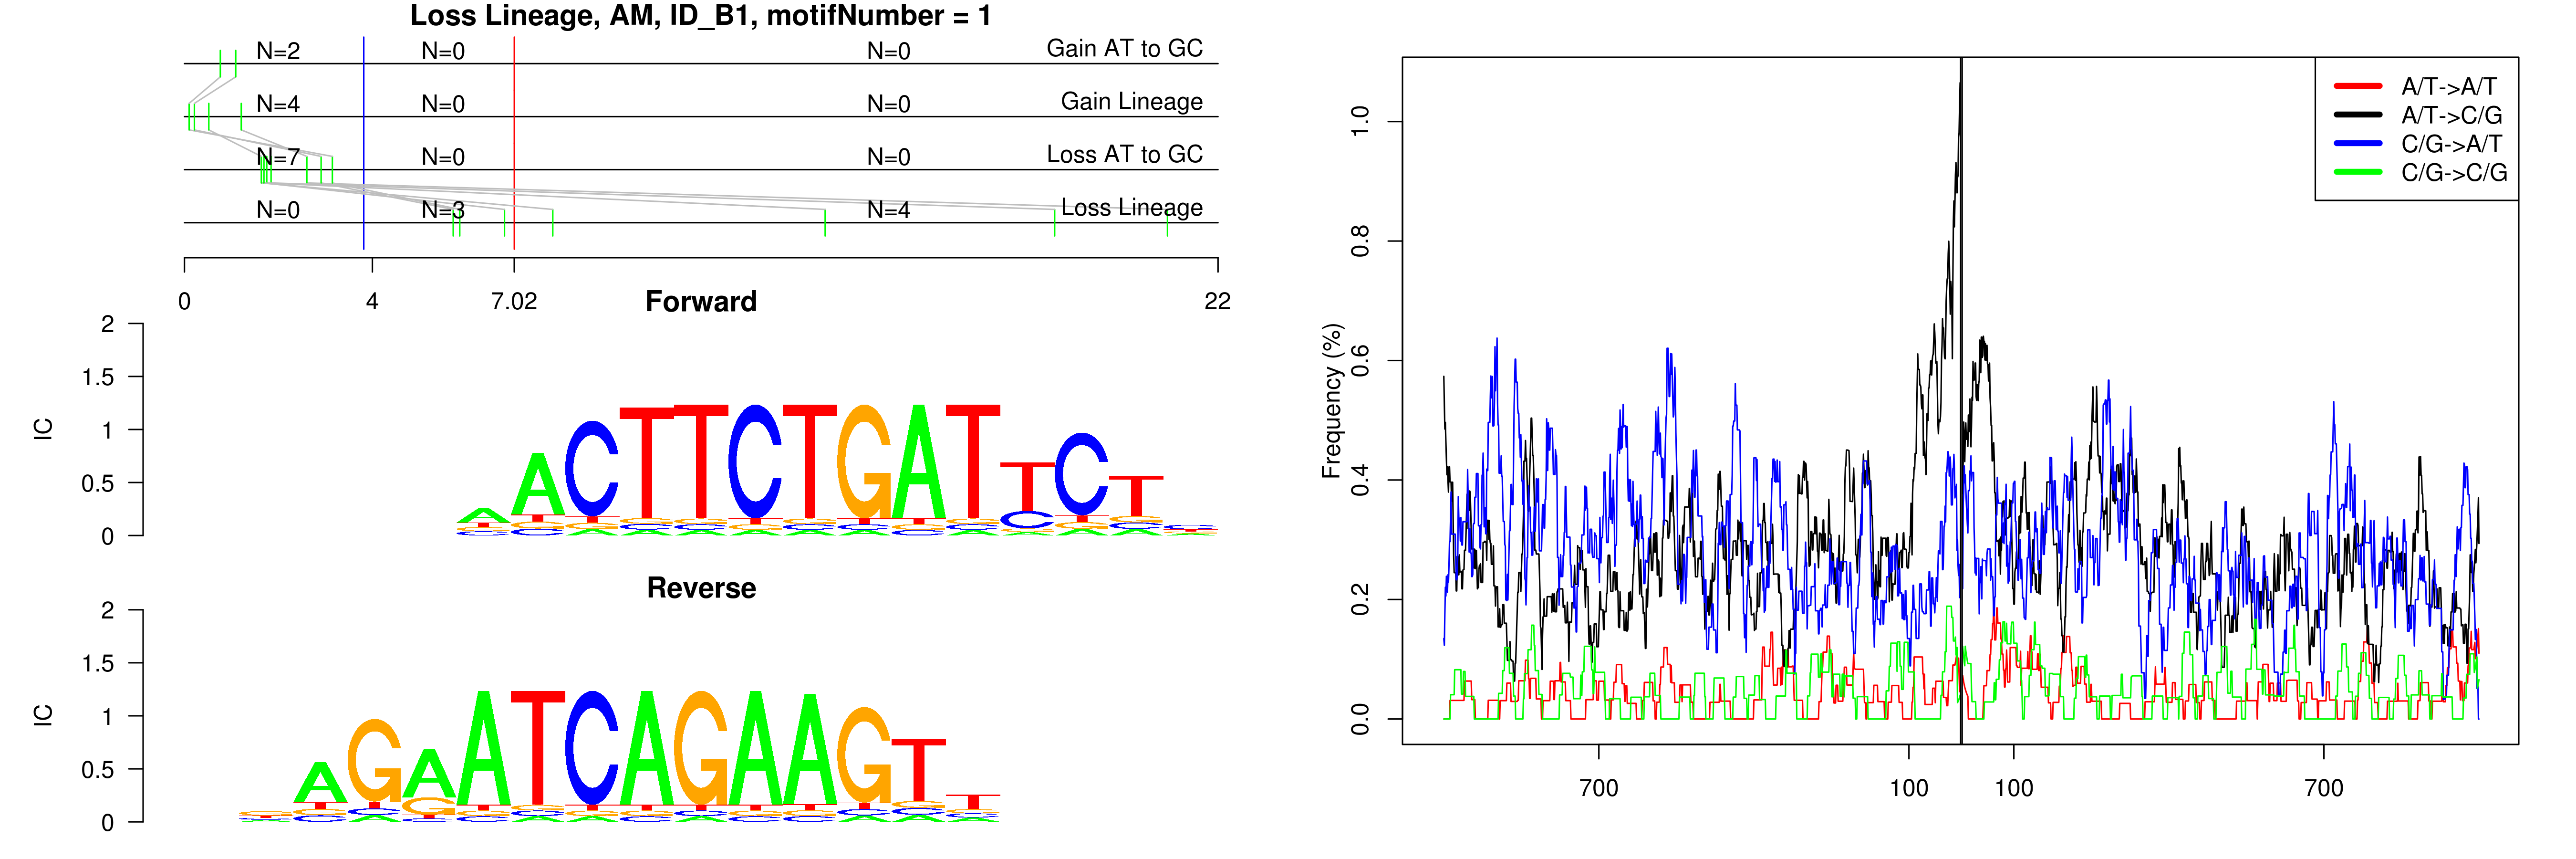 Loss Lineage, AM, ID_B1, motifNumber = 1
N=2 N=0 N=0 Gain AT to GC
N=4 N=0 N=0 Gain Lineage
N=7 N=0 N=0 Loss AT to GC
N=0 N=3 N=4 Loss Lineage
0 4 7.02 22
Forward
IC
2
1.5
1
0.5
0
AACTTCTGATTCT
Reverse
IC
2
1.5
1
0.5
0
AGAATCAGAAGTT
Frequency (%)
1.0
0.8
0.6
0.4
0.2
0.0
700 100 100 700
A/T->A/T
A/T->C/G
C/G->A/T
C/G->C/G